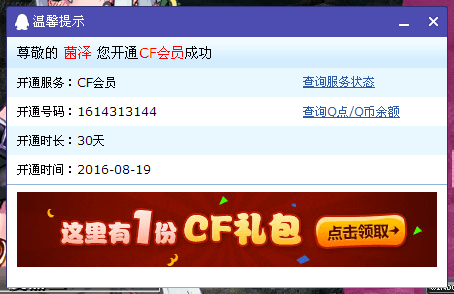 温馨提示
尊敬的 菌泽 您开通CF会员成功
开通服务：CF会员 查询服务状态
开通号码：1614313144 查询Q点/Q币余额
开通时长：30天
开通时间：2016-08-19
这里有1份 CF礼包 点击领取